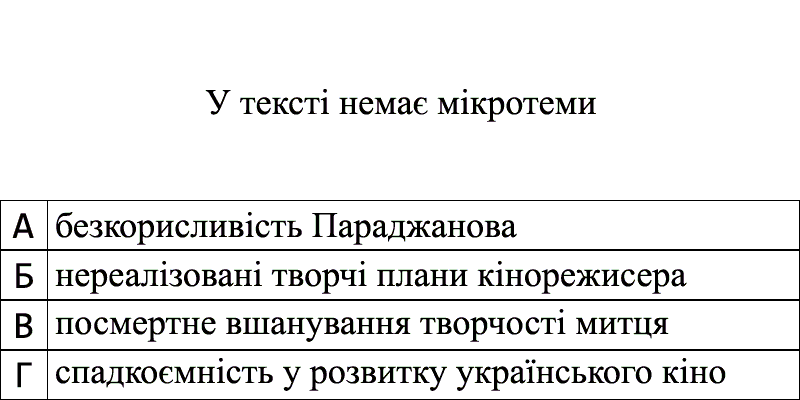 У тексті немає мікротеми
А безкорисливість Параджанова
Б нереалізовані творчі плани кінорежисера
В посмертне вшанування творчості митця
Г спадкоємність у розвитку українського кіно